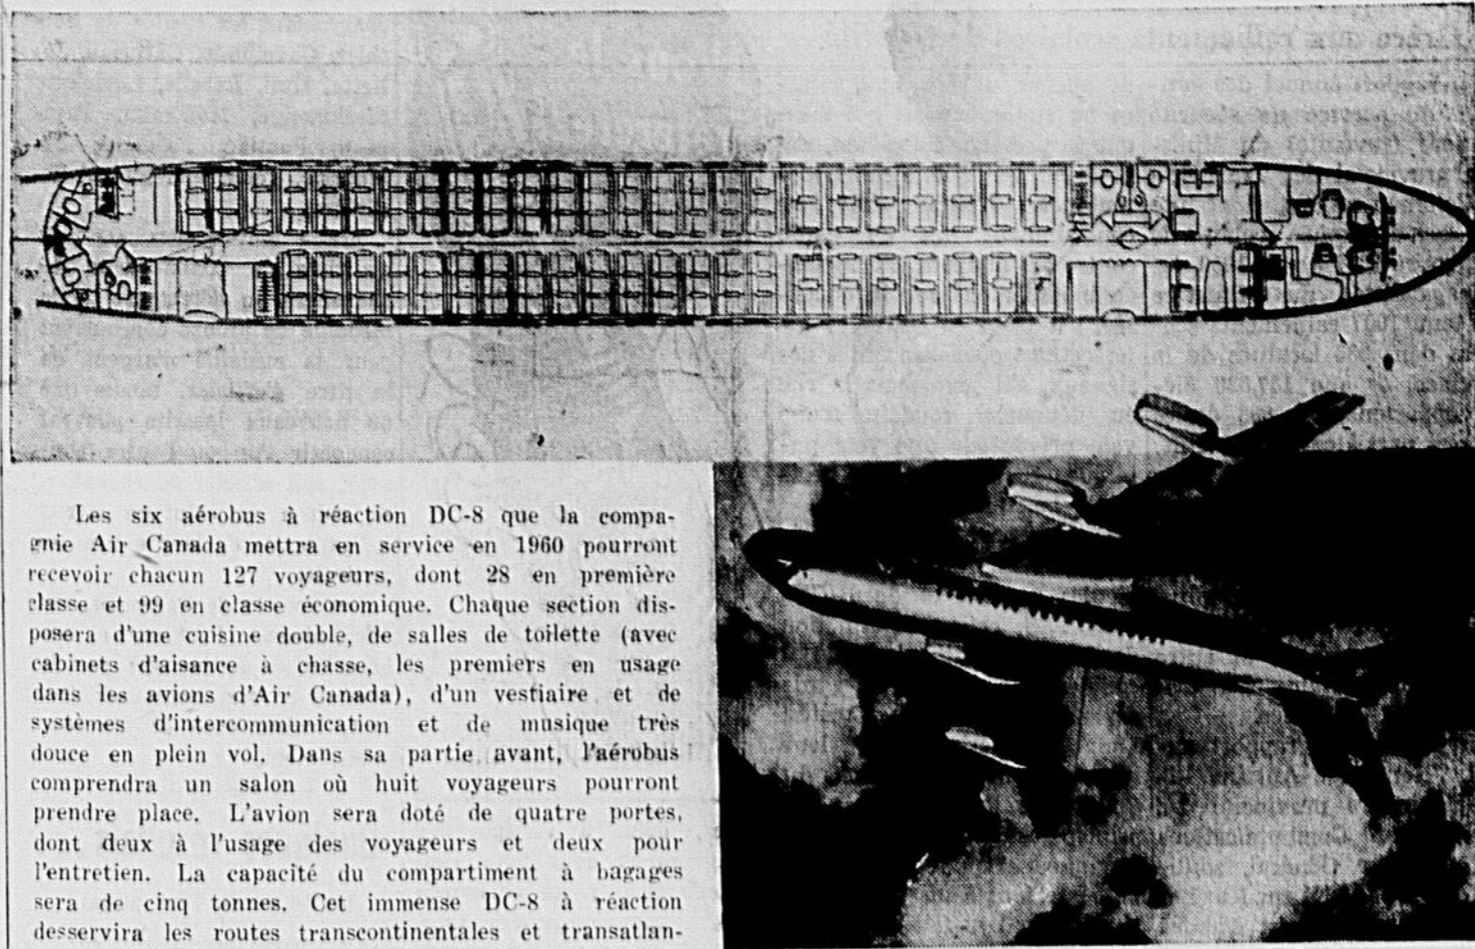 Les six aérobus à réaction DC-8 que la compa-
gnie Air Canada mettra en service en 1960 pourront
recevoir chacun 127 voyageurs, dont 28 en première
classe et 99 en classe économique. Chaque section dis-
posera d'une cuisine double, de salles de toilette (avec
cabinets d'aisance à chasse, les premiers en usage
dans les avions d'Air Canada), d'un vestiaire et de
systèmes d'intercommunication et de musique très
douce en plein vol. Dans sa partie avant, l'aérobus
comprendra un salon où huit voyageurs pourront
prendre place. L'avion sera doté de quatre portes,
dont deux à l'usage des voyageurs et deux pour
l'entretien. La capacité du compartiment à bagages
sera de cinq tonnes. Cet immense DC-8 à réaction
desservira les routes transcontinentales et transatlan-